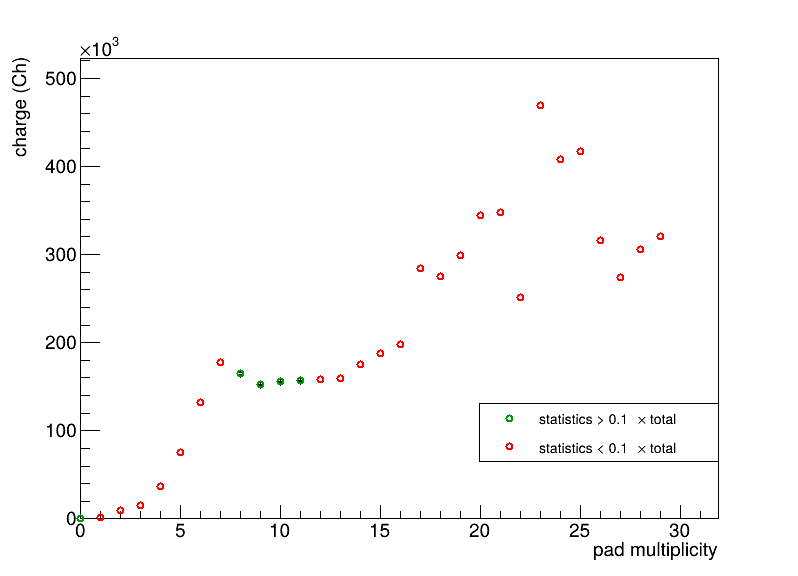 ×10³
charge (Ch)
500
400
300
200
100
0
statistics > 0.1 × total
statistics < 0.1 × total
0 5 10 15 20 25 30
pad multiplicity